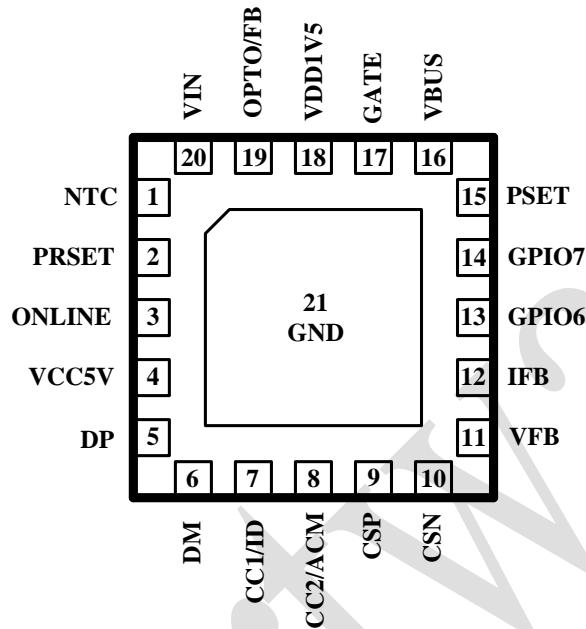 VIN
OPTO/FB
VDD1V5
GATE
VBUS
20
19
18
17
16
NTC
1
15
PSET
PRSET
2
14
GPIO7
ONLINE
3
21
GND
13
GPIO6
VCC5V
4
12
IFB
DP
5
11
VFB
6
7
8
9
10
DM
CC1/ID
CC2/ACM
CSP
CSN